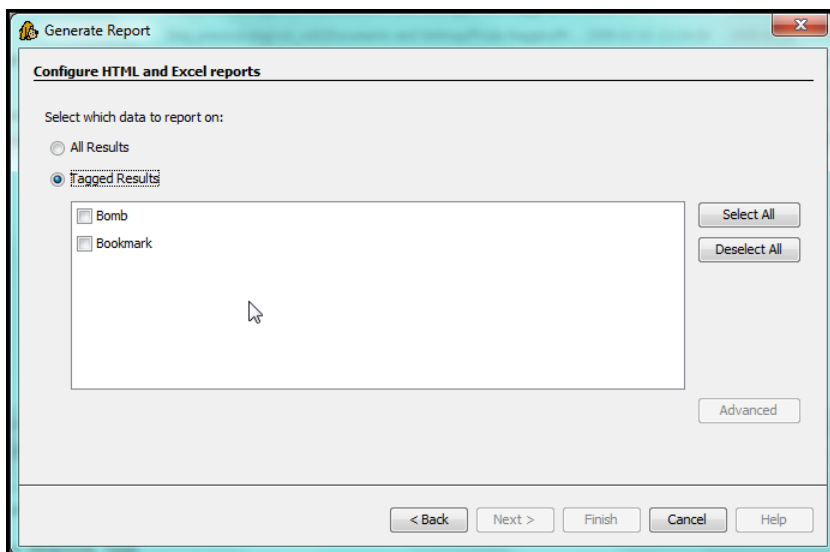 Generate Report
Configure HTML and Excel reports
Select which data to report on:
All Results
Tagged Results
Bomb
Select All
Bookmark
Deselect All
Advanced
< Back Next > Finish Cancel Help